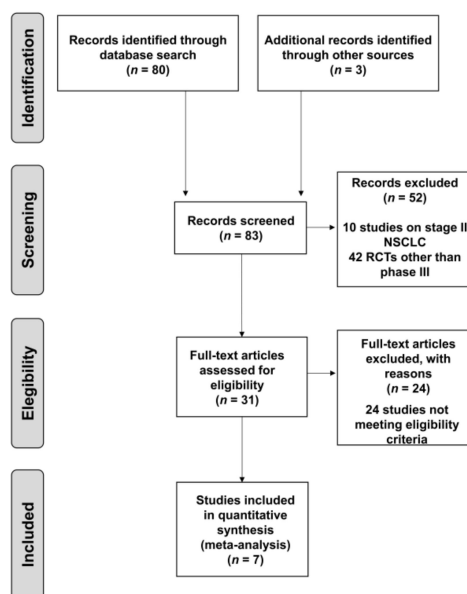 Identification
Records identified through
database search
(n = 80)
Additional records identified
through other sources
(n = 3)
Screening
Records screened
(n = 83)
Records excluded
(n = 52)
10 studies on stage II
NSCLC
42 RCTs other than
phase III
Elegibility
Full-text articles
assessed for
eligibility
(n = 31)
Full-text articles
excluded, with
reasons
(n = 24)
24 studies not
meeting eligibility
criteria
Included
Studies included
in quantitative
synthesis
(meta-analysis)
(n = 7)